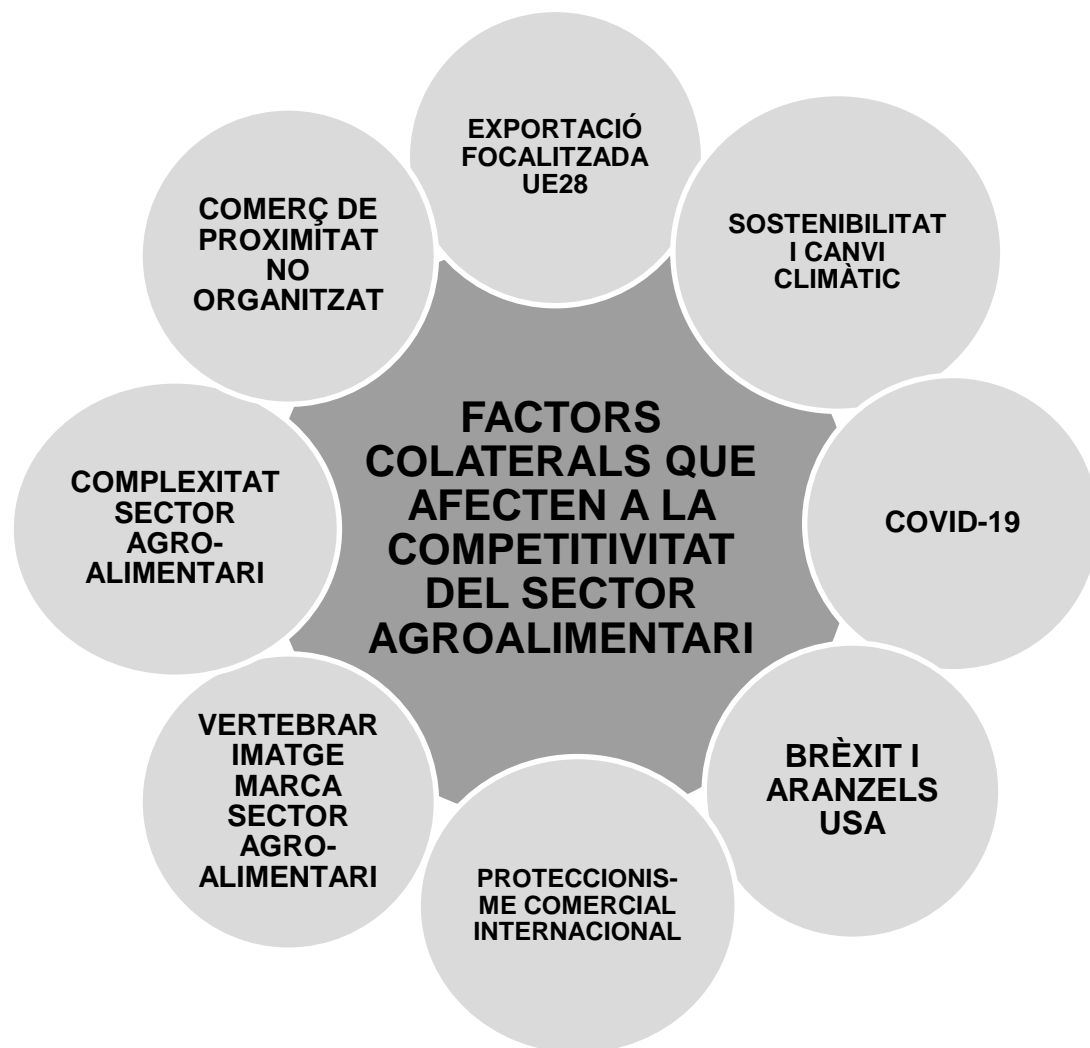 EXPORTACIÓ
FOCALITZADA
UE28
SOSTENIBILITAT
I CANVI
CLIMÀTIC
COVID-19
BRÈXIT I
ARANZELS
USA
PROTECCIONIS-
ME COMERCIAL
INTERNACIONAL
VERTEBRAR
IMATGE
MARCA
SECTOR
AGRO-
ALIMENTARI
COMPLEXITAT
SECTOR
AGRO-
ALIMENTARI
COMERÇ DE
PROXIMITAT
NO
ORGANITZAT
FACTORS
COLATERALS QUE
AFECTEN A LA
COMPETITIVITAT
DEL SECTOR
AGROALIMENTARI